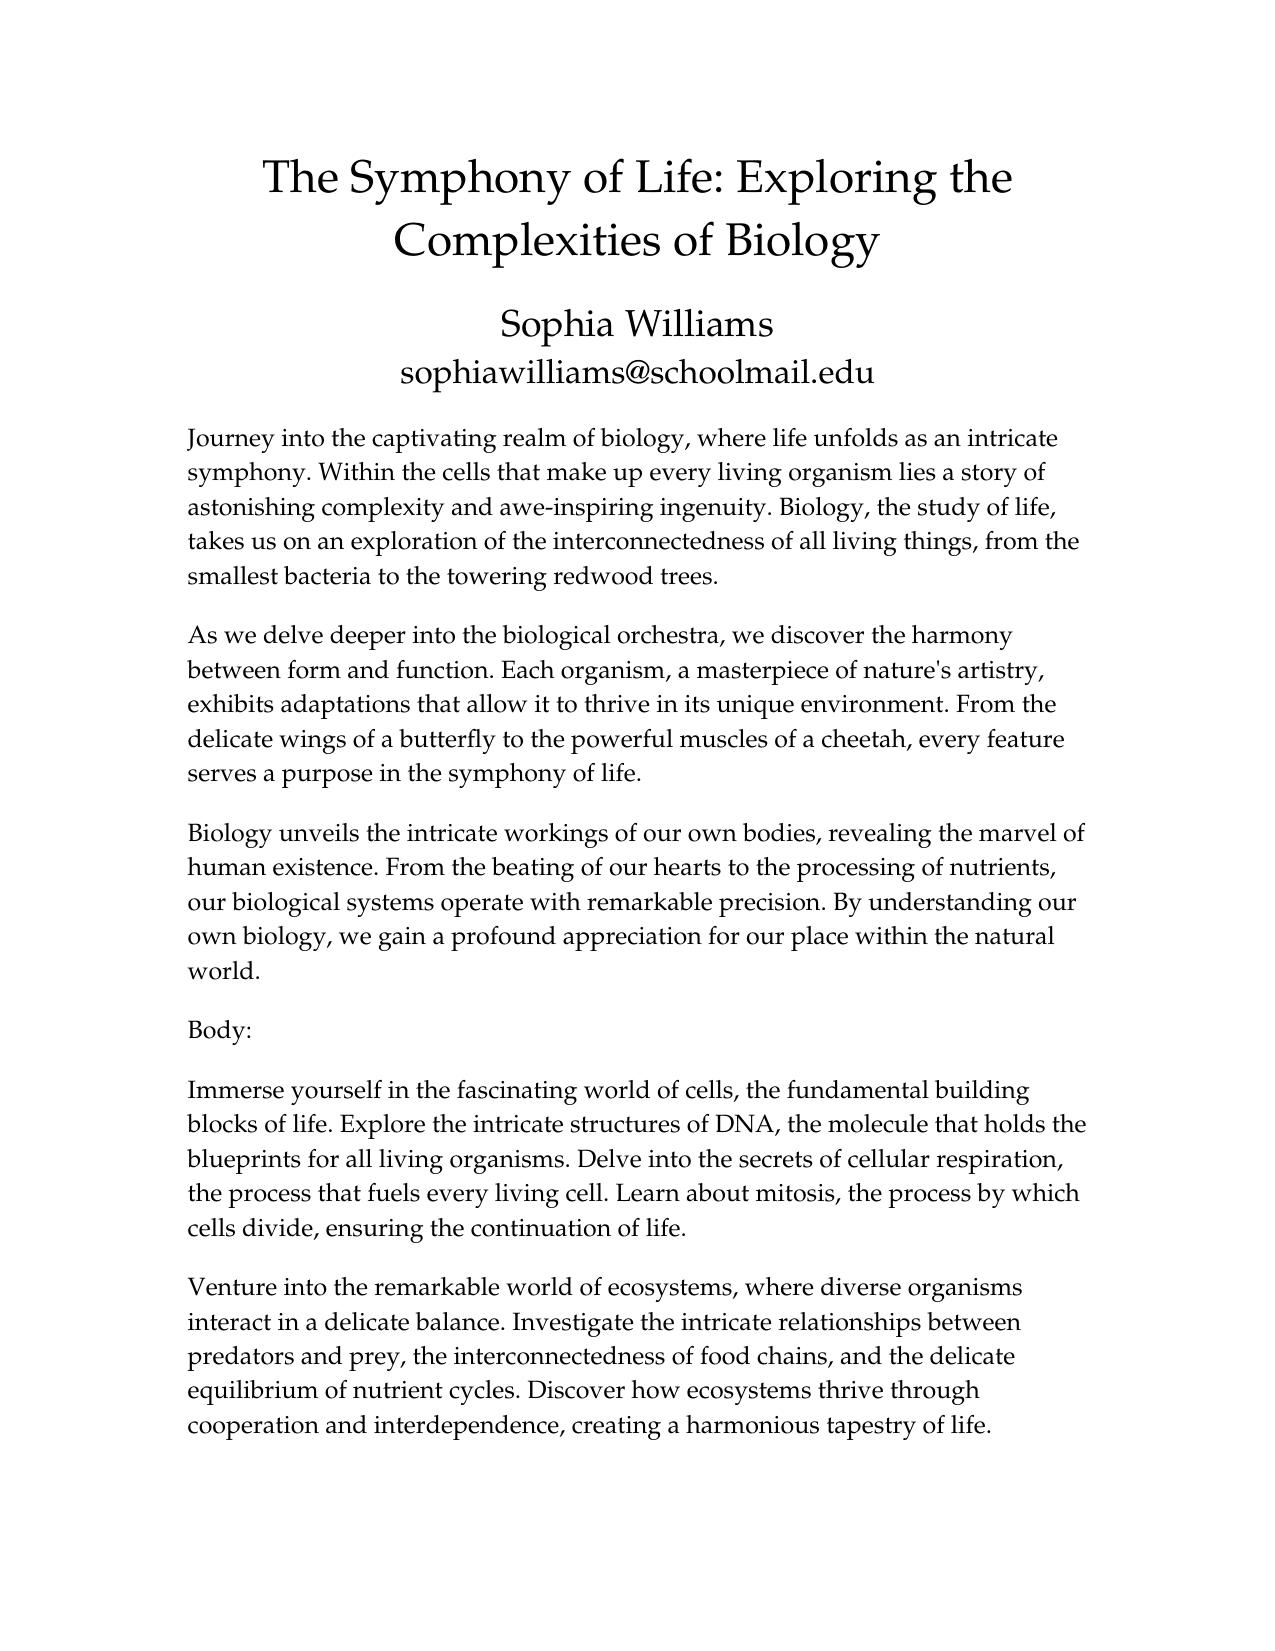 The Symphony of Life: Exploring the
Complexities of Biology
Sophia Williams
sophiawilliams@schoolmail.edu
Journey into the captivating realm of biology, where life unfolds as an intricate
symphony. Within the cells that make up every living organism lies a story of
astonishing complexity and awe-inspiring ingenuity. Biology, the study of life,
takes us on an exploration of the interconnectedness of all living things, from the
smallest bacteria to the towering redwood trees.
As we delve deeper into the biological orchestra, we discover the harmony
between form and function. Each organism, a masterpiece of nature's artistry,
exhibits adaptations that allow it to thrive in its unique environment. From the
delicate wings of a butterfly to the powerful muscles of a cheetah, every feature
serves a purpose in the symphony of life.
Biology unveils the intricate workings of our own bodies, revealing the marvel of
human existence. From the beating of our hearts to the processing of nutrients,
our biological systems operate with remarkable precision. By understanding our
own biology, we gain a profound appreciation for our place within the natural
world.
Body:
Immerse yourself in the fascinating world of cells, the fundamental building
blocks of life. Explore the intricate structures of DNA, the molecule that holds the
blueprints for all living organisms. Delve into the secrets of cellular respiration,
the process that fuels every living cell. Learn about mitosis, the process by which
cells divide, ensuring the continuation of life.
Venture into the remarkable world of ecosystems, where diverse organisms
interact in a delicate balance. Investigate the intricate relationships between
predators and prey, the interconnectedness of food chains, and the delicate
equilibrium of nutrient cycles. Discover how ecosystems thrive through
cooperation and interdependence, creating a harmonious tapestry of life.